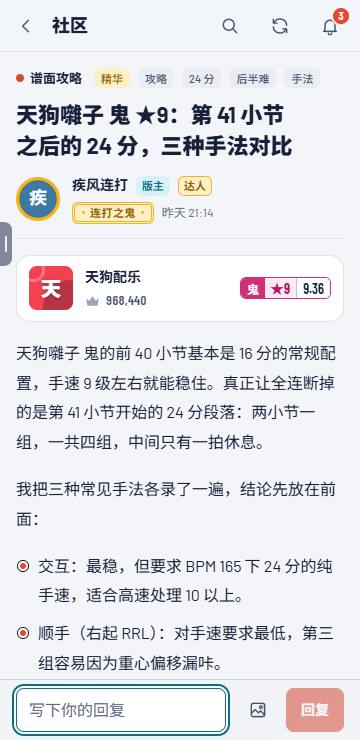 社区
3
谱面攻略 精华 攻略 24 分 后半难 手法
天狗囃子 鬼 ★9：第 41 小节
之后的 24 分，三种手法对比
疾 疾风连打 版主 达人
连打之鬼 昨天 21:14
天 天狗配乐
968,440
鬼 ★9 9.36
天狗囃子 鬼的前 40 小节基本是 16 分的常规配
置，手速 9 级左右就能稳住。真正让全连断掉
的是第 41 小节开始的 24 分段落：两小节一
组，一共四组，中间只有一拍休息。
我把三种常见手法各录了一遍，结论先放在前
面：
交互：最稳，但要求 BPM 165 下 24 分的纯
手速，适合高速处理 10 以上。
顺手（右起 RRL）：对手速要求最低，第三
组容易因为重心偏移漏咔。
写下你的回复
回复